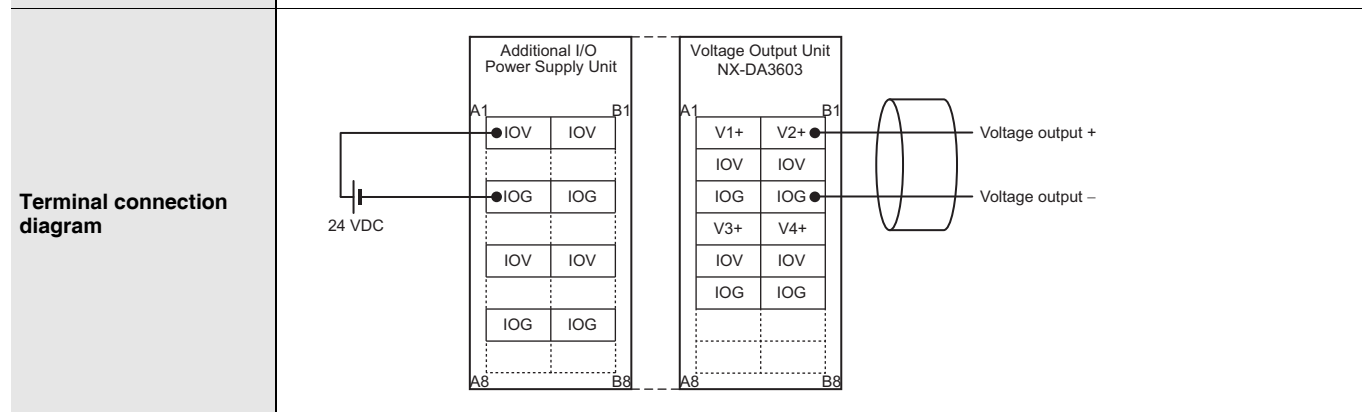 Terminal connection
diagram
Additional I/O
Power Supply Unit
A1 B1
IOV IOV
IOG IOG
IOV IOV
IOG IOG
A8 B8
24 VDC
Voltage Output Unit
NX-DA3603
A1 B1
V1+ V2+
IOV IOV
IOG IOG
V3+ V4+
IOV IOV
IOG IOG
A8 B8
Voltage output +
Voltage output −